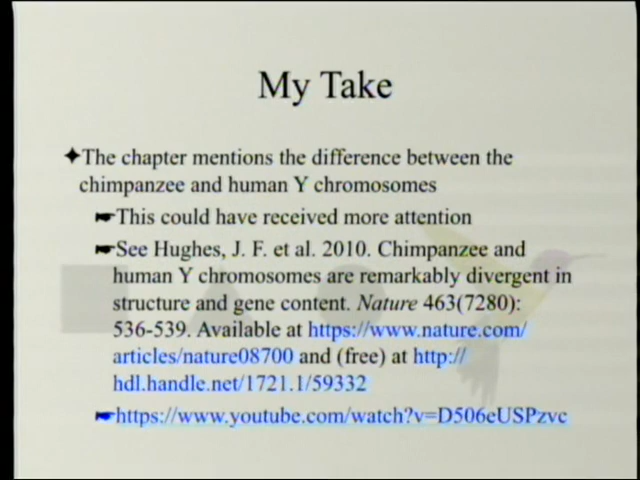 My Take
The chapter mentions the difference between the
chimpanzee and human Y chromosomes
This could have received more attention
See Hughes, J. F. et al. 2010. Chimpanzee and
human Y chromosomes are remarkably divergent in
structure and gene content. Nature 463(7280):
536-539. Available at https://www.nature.com/
articles/nature08700 and (free) at http://
hdl.handle.net/1721.1/59332
https://www.youtube.com/watch?v=D506eUSPzvc